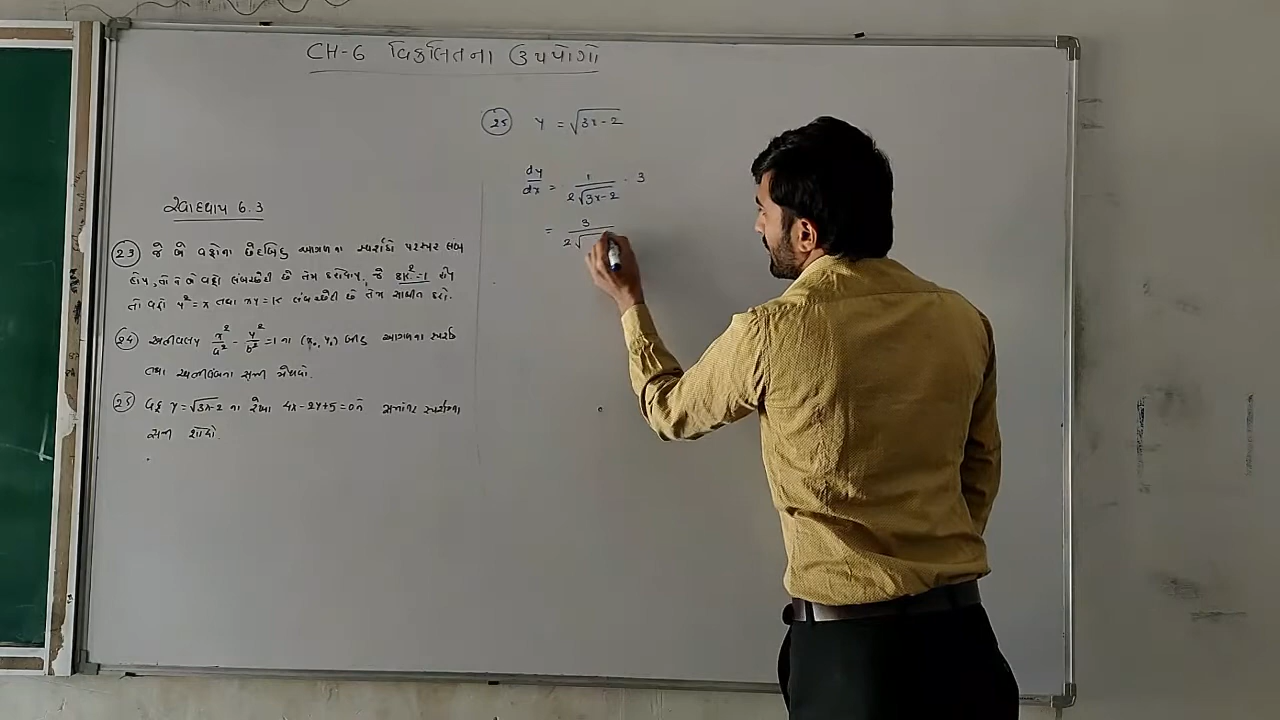 CH-6 વિકલિતના ઉપયોગો
સ્વાધ્યાય 6.3
(23) જો બે વક્રોના છેદબિંદુ આગળના સ્પર્શકો પરસ્પર લંબ
હોય, તો તે બે વક્રો લંબચ્છેદી છે તેમ કહેવાય, જો 8k²=1 હોય
તો વક્રો y²=x તથા xy=k લંબચ્છેદી છે તેમ સાબીત કરો.
(24) અતિવલય x²/a² - y²/b² =1 ના (x₀, y₀) બીંદુ આગળના સ્પર્શક
તથા અભીલંબના સમી. મેળવો.
(25) વક્ર y=√3x-2 ના રેખા 4x-2y+5=0ને સમાંતર સ્પર્શકના
સમી. શોધો.
(25) y = √3x-2
dy/dx = 1/2√3x-2 · 3
= 3/2√